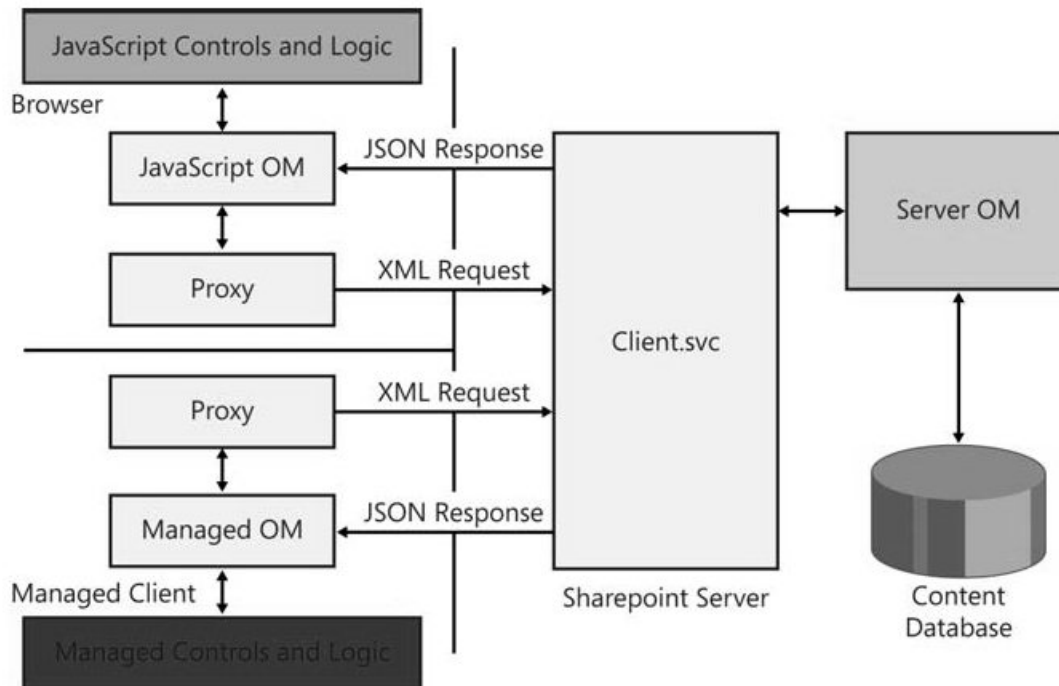 JavaScript Controls and Logic
Browser
JavaScript OM
JSON Response
Proxy
XML Request
Client.svc
Server OM
Proxy
XML Request
Managed OM
JSON Response
Managed Client
Managed Controls and Logic
Sharepoint Server
Content
Database